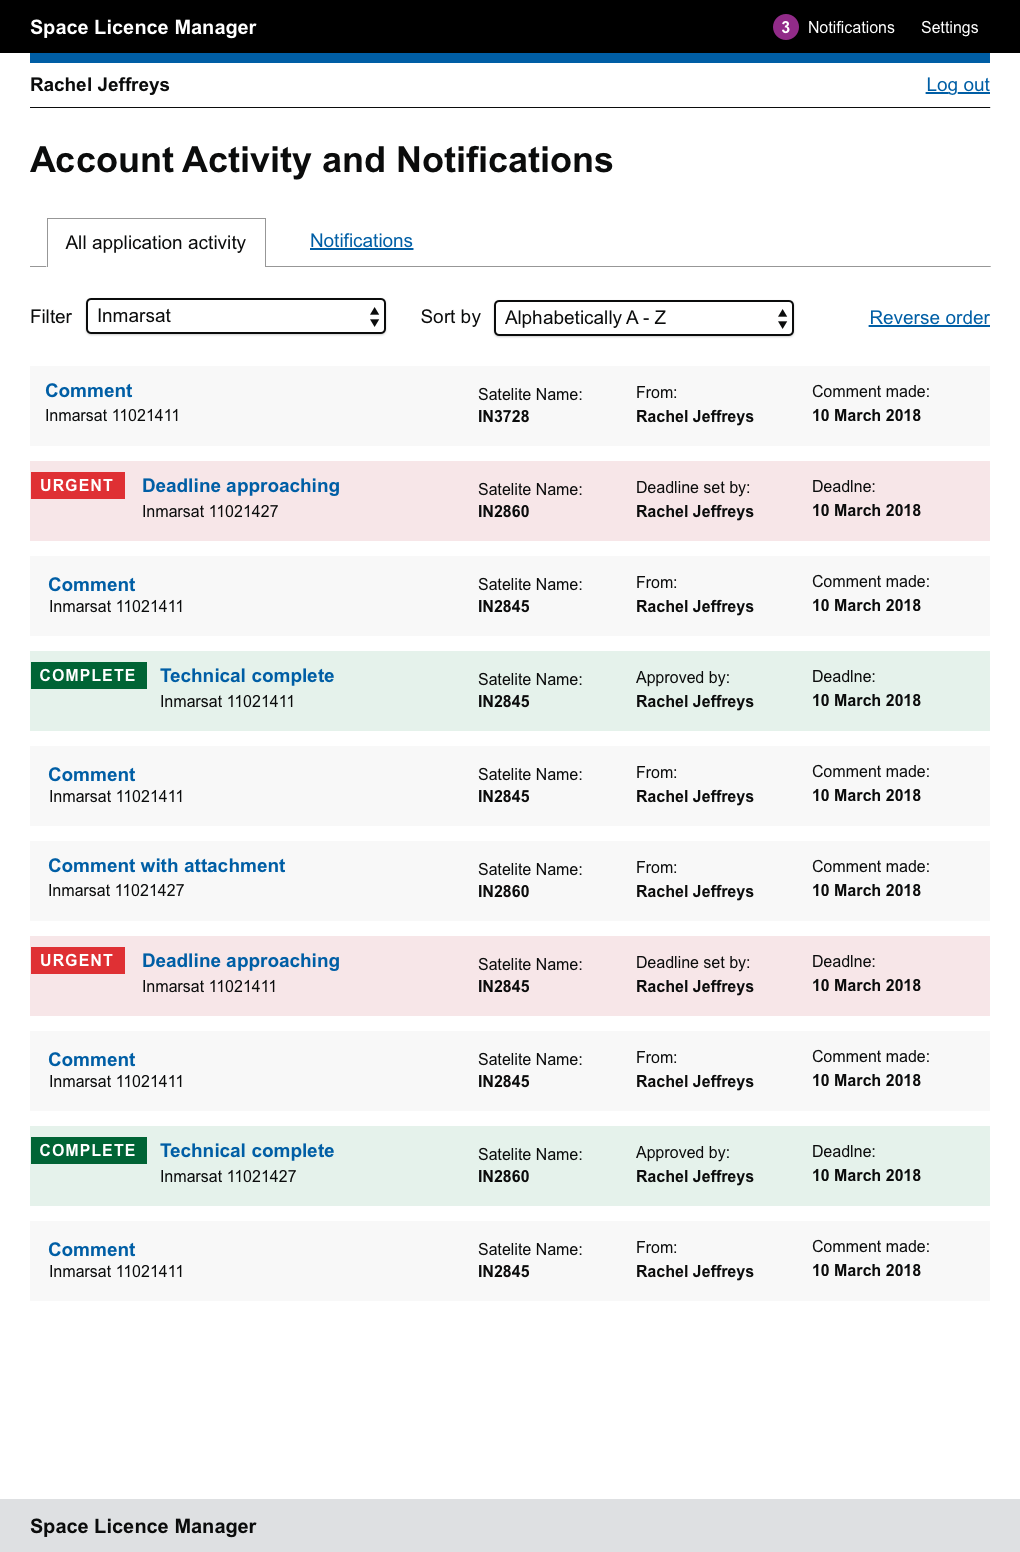 Space Licence Manager
3 Notifications Settings
Rachel Jeffreys Log out
Account Activity and Notifications
All application activity Notifications
Filter Inmarsat Sort by Alphabetically A - Z Reverse order
Comment Satelite Name: From: Comment made:
Inmarsat 11021411 IN3728 Rachel Jeffreys 10 March 2018
URGENT Deadline approaching Satelite Name: Deadline set by: Deadlne:
Inmarsat 11021427 IN2860 Rachel Jeffreys 10 March 2018
Comment Satelite Name: From: Comment made:
Inmarsat 11021411 IN2845 Rachel Jeffreys 10 March 2018
COMPLETE Technical complete Satelite Name: Approved by: Deadlne:
Inmarsat 11021411 IN2845 Rachel Jeffreys 10 March 2018
Comment Satelite Name: From: Comment made:
Inmarsat 11021411 IN2845 Rachel Jeffreys 10 March 2018
Comment with attachment Satelite Name: From: Comment made:
Inmarsat 11021427 IN2860 Rachel Jeffreys 10 March 2018
URGENT Deadline approaching Satelite Name: Deadline set by: Deadlne:
Inmarsat 11021411 IN2845 Rachel Jeffreys 10 March 2018
Comment Satelite Name: From: Comment made:
Inmarsat 11021411 IN2845 Rachel Jeffreys 10 March 2018
COMPLETE Technical complete Satelite Name: Approved by: Deadlne:
Inmarsat 11021427 IN2860 Rachel Jeffreys 10 March 2018
Comment Satelite Name: From: Comment made:
Inmarsat 11021411 IN2845 Rachel Jeffreys 10 March 2018
Space Licence Manager